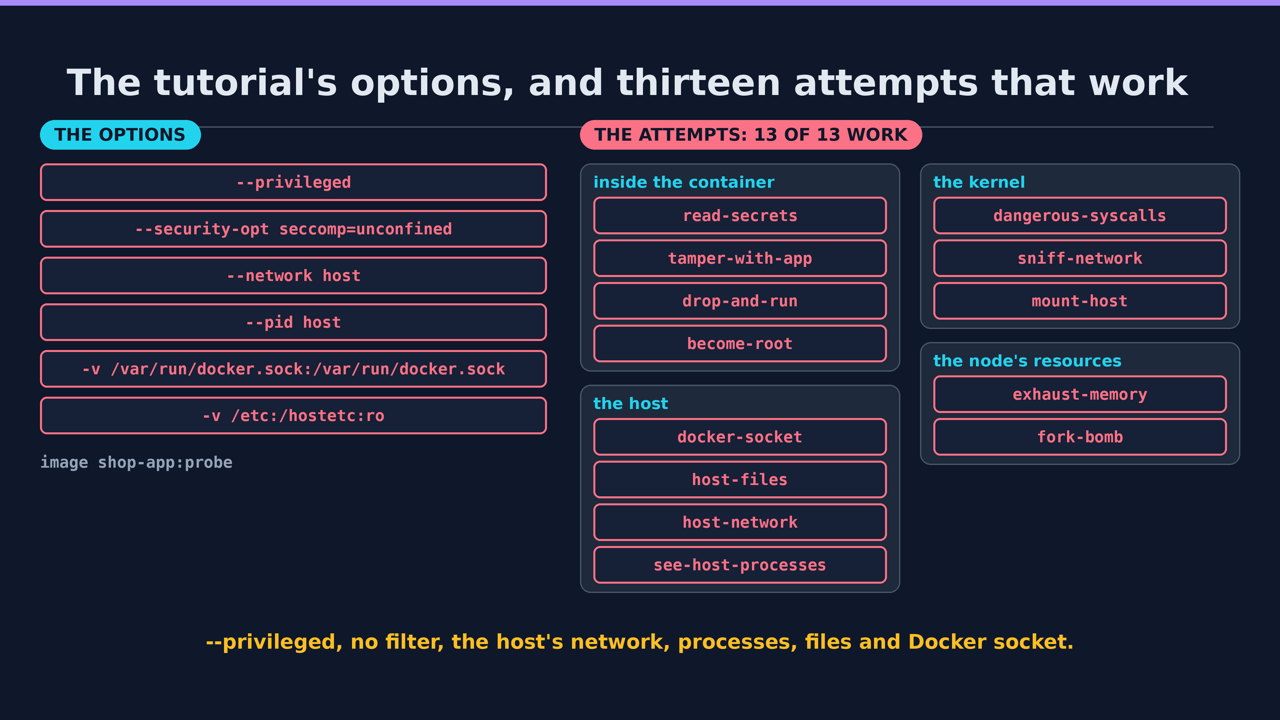 The tutorial's options, and thirteen attempts that work
THE OPTIONS
--privileged
--security-opt seccomp=unconfined
--network host
--pid host
-v /var/run/docker.sock:/var/run/docker.sock
-v /etc:/hostetc:ro
image shop-app:probe
THE ATTEMPTS: 13 OF 13 WORK
inside the container
read-secrets
tamper-with-app
drop-and-run
become-root
the host
docker-socket
host-files
host-network
see-host-processes
the kernel
dangerous-syscalls
sniff-network
mount-host
the node's resources
exhaust-memory
fork-bomb
--privileged, no filter, the host's network, processes, files and Docker socket.